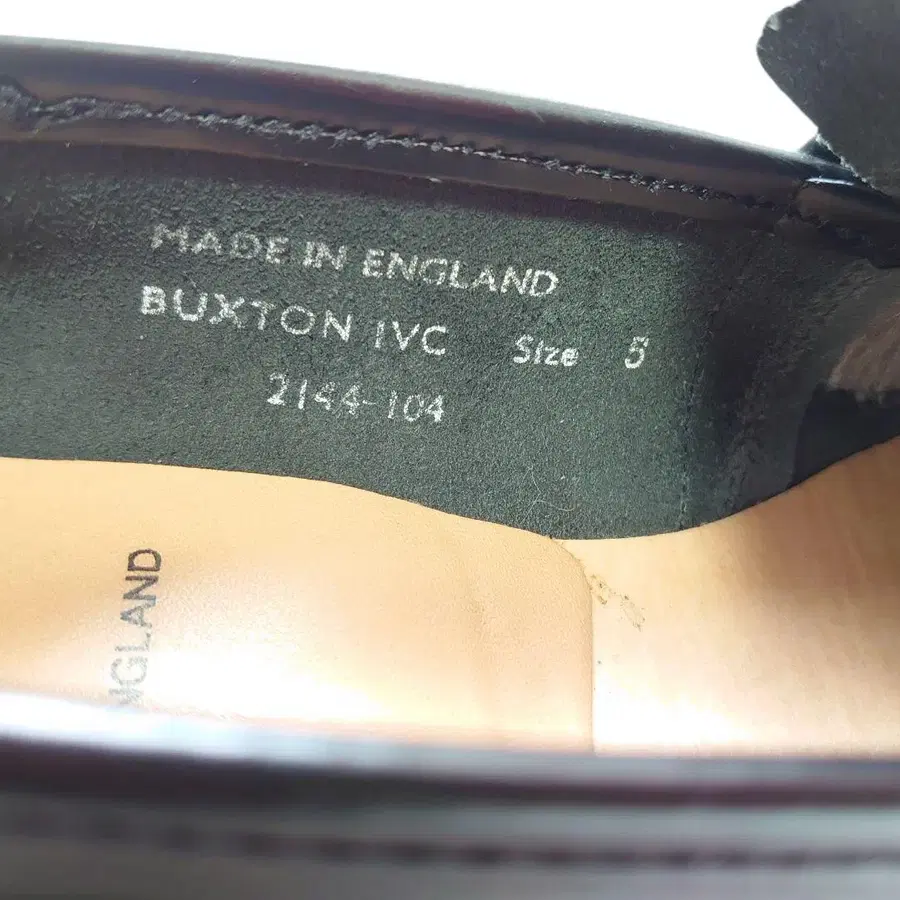 MADE IN ENGLAND
BUXTON IVC Size 5
2144-104
NGLAND